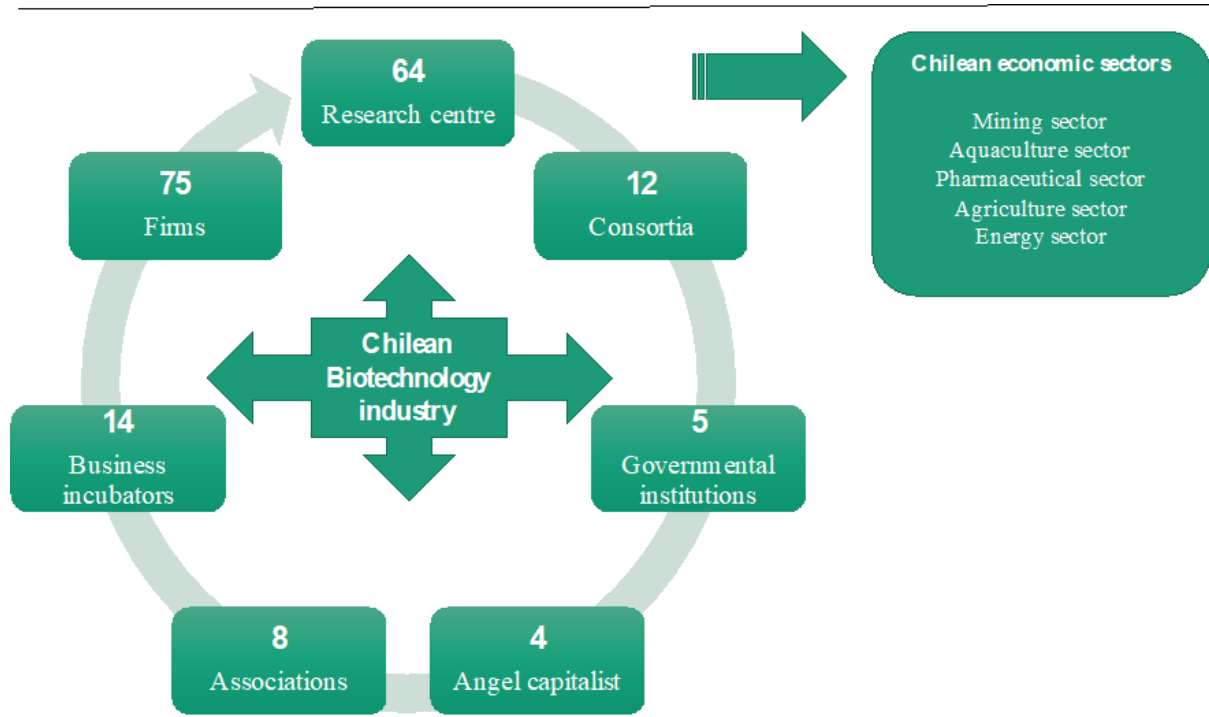 64
Research centre
12
Consortia
5
Governmental
institutions
4
Angel capitalist
8
Associations
14
Business
incubators
75
Firms
Chilean
Biotechnology
industry
Chilean economic sectors
Mining sector
Aquaculture sector
Pharmaceutical sector
Agriculture sector
Energy sector